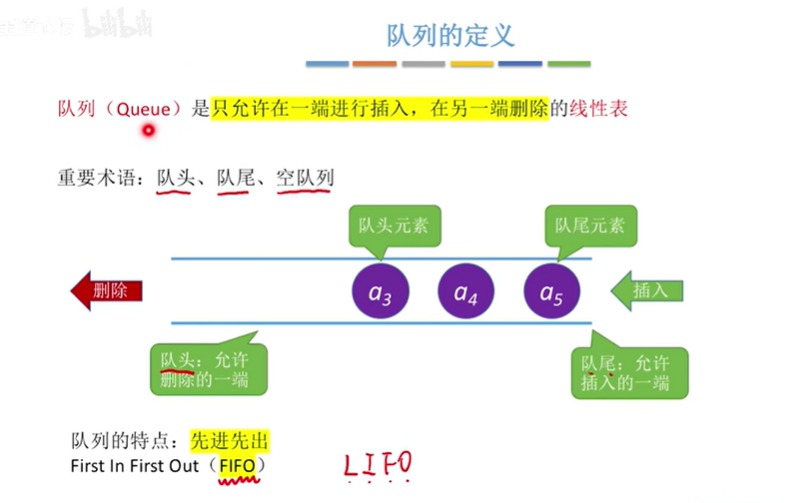 bilibili
队列的定义
队列（Queue）是只允许在一端进行插入，在另一端删除的线性表
重要术语：队头、队尾、空队列
队头元素
队尾元素
删除
a3
a4
a5
插入
队头：允许
删除的一端
队尾：允许
插入的一端
队列的特点：先进先出
First In First Out（FIFO）
LIFO